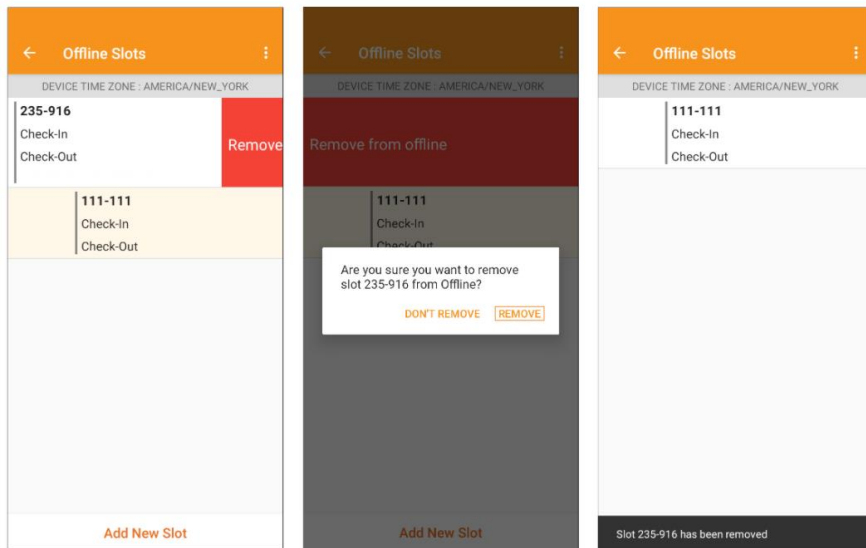 Offline Slots
DEVICE TIME ZONE : AMERICA/NEW_YORK
235-916
Check-In
Check-Out
Remove
111-111
Check-In
Check-Out
Add New Slot
Offline Slots
DEVICE TIME ZONE : AMERICA/NEW_YORK
Remove from offline
111-111
Check-In
Check-Out
Are you sure you want to remove
slot 235-916 from Offline?
DON'T REMOVE REMOVE
Add New Slot
Offline Slots
DEVICE TIME ZONE : AMERICA/NEW_YORK
111-111
Check-In
Check-Out
Slot 235-916 has been removed